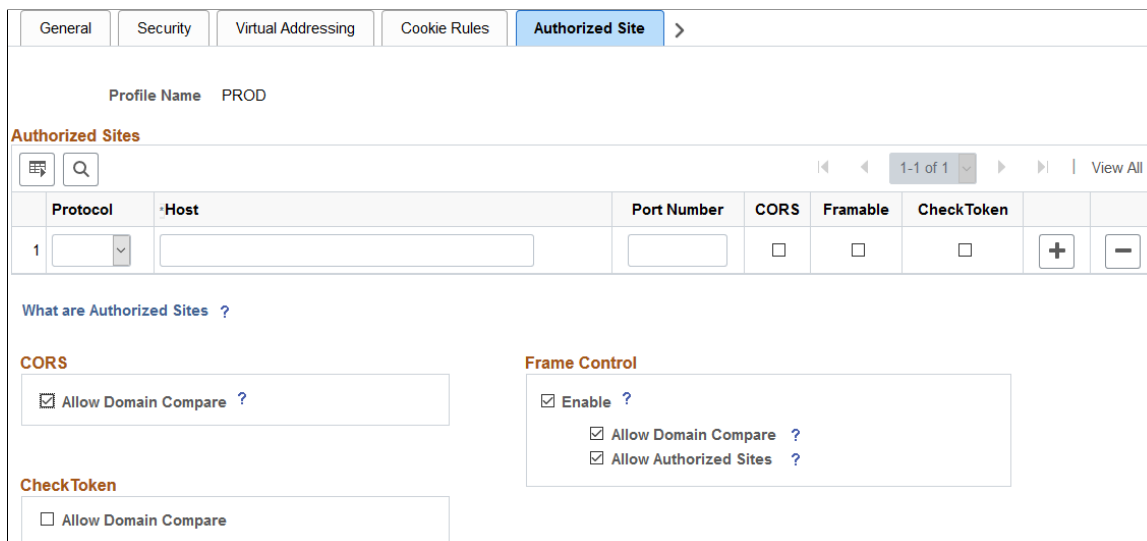 General Security Virtual Addressing Cookie Rules Authorized Site
Profile Name PROD
Authorized Sites
1-1 of 1 | View All
Protocol *Host Port Number CORS Framable CheckToken
1
What are Authorized Sites ?
CORS
Allow Domain Compare ?
Frame Control
Enable ?
Allow Domain Compare ?
Allow Authorized Sites ?
CheckToken
Allow Domain Compare